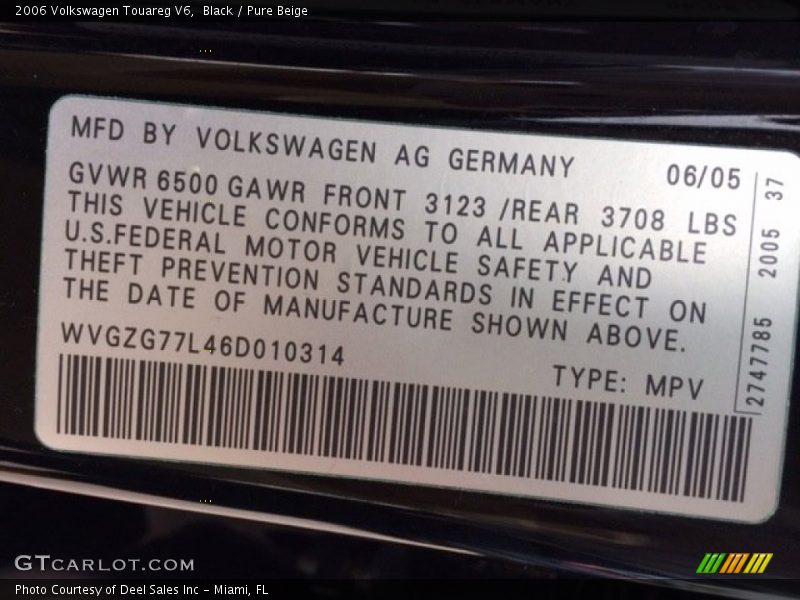 2006 Volkswagen Touareg V6, Black / Pure Beige
MFD BY VOLKSWAGEN AG GERMANY 06/05
GVWR 6500 GAWR FRONT 3123 /REAR 3708 LBS
THIS VEHICLE CONFORMS TO ALL APPLICABLE
U.S.FEDERAL MOTOR VEHICLE SAFETY AND
THEFT PREVENTION STANDARDS IN EFFECT ON
THE DATE OF MANUFACTURE SHOWN ABOVE.
WVGZG77L46D010314
TYPE: MPV
2747785 2005 37
GTCARLOT.COM
Photo Courtesy of Deel Sales Inc - Miami, FL